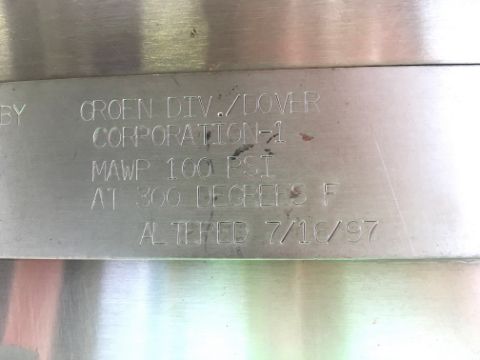 BY GROEN DIV./DOVER
CORPORATION-1
MAWP 100 PSI
AT 300 DEGREES F
ALTERED 7/16/97